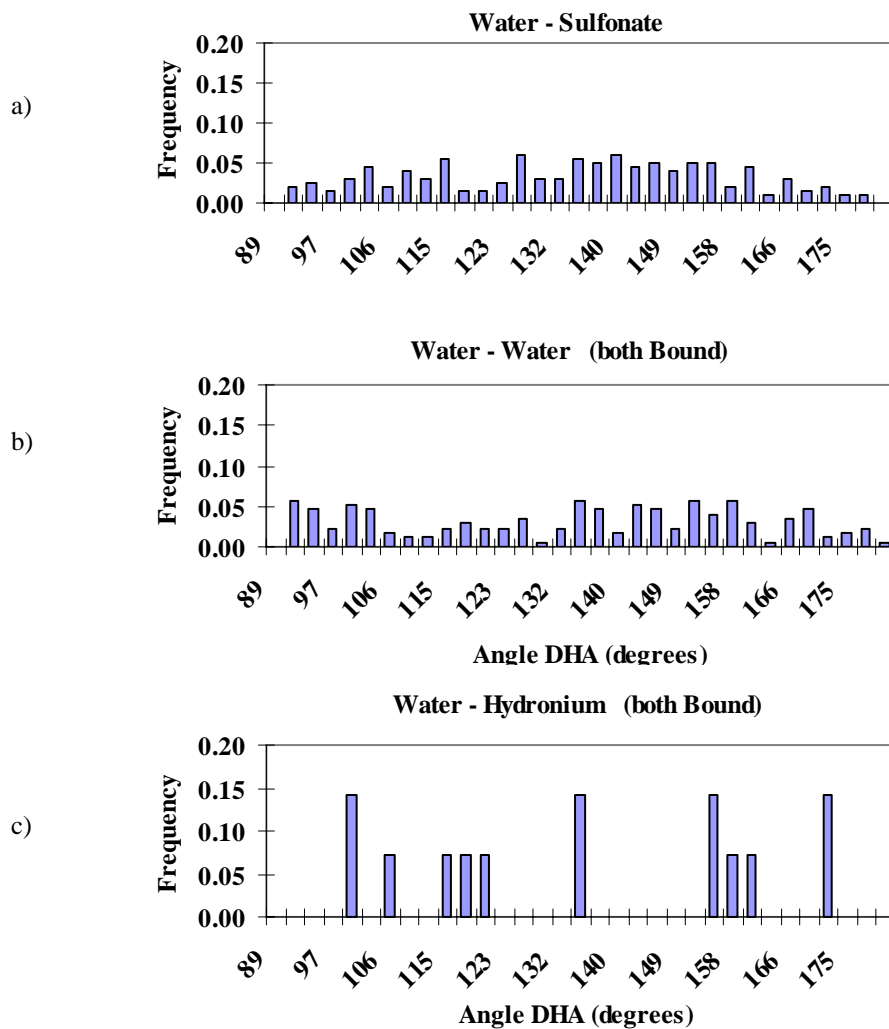 Water - Sulfonate
a)
Frequency
0.20
0.15
0.10
0.05
0.00
89 97 106 115 123 132 140 149 158 166 175
Water - Water (both Bound)
b)
Frequency
0.20
0.15
0.10
0.05
0.00
89 97 106 115 123 132 140 149 158 166 175
Angle DHA (degrees)
Water - Hydronium (both Bound)
c)
Frequency
0.20
0.15
0.10
0.05
0.00
89 97 106 115 123 132 140 149 158 166 175
Angle DHA (degrees)